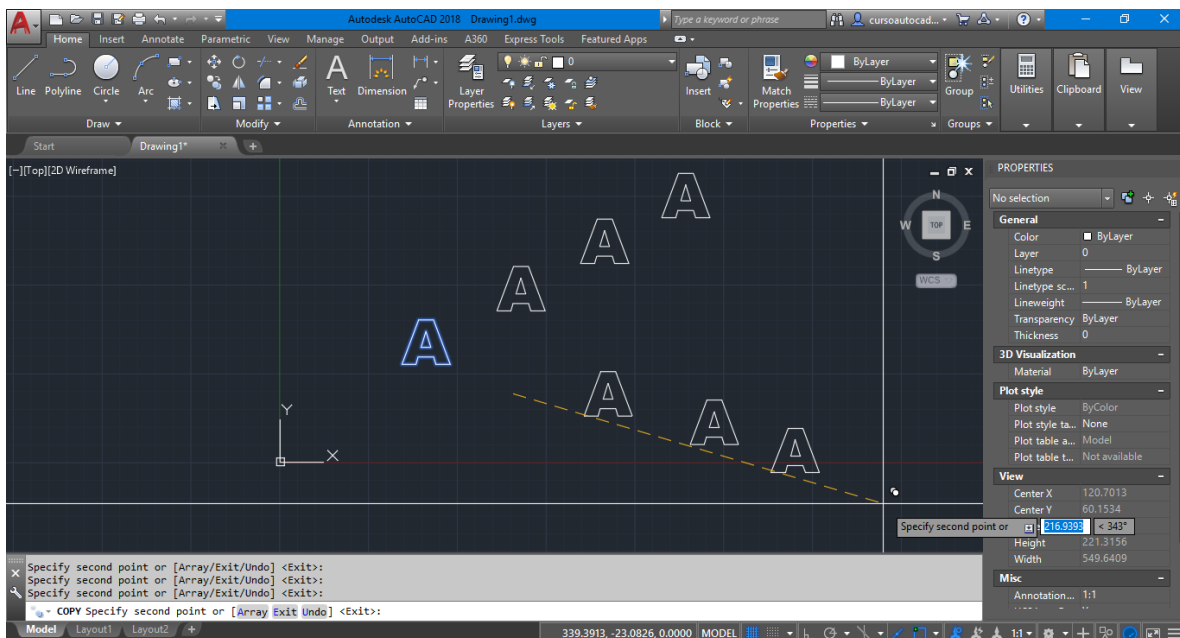 A
Autodesk AutoCAD 2018 Drawing1.dwg
Type a keyword or phrase
cursoautocad...
?
Home Insert Annotate Parametric View Manage Output Add-ins A360 Express Tools Featured Apps
Line Polyline Circle Arc
A
Text Dimension
Layer
Properties
0
Insert
Match
Properties
ByLayer
ByLayer
ByLayer
Group
Utilities Clipboard View
Draw Modify Annotation Layers Block Properties Groups
Start Drawing1* +
[−][Top][2D Wireframe]
N
W TOP E
S
WCS
A
A
A
A
A
A
A
Y
X
Specify second point or 216.9393 < 343°
PROPERTIES
No selection
General
Color ByLayer
Layer 0
Linetype ByLayer
Linetype sc... 1
Lineweight ByLayer
Transparency ByLayer
Thickness 0
3D Visualization
Material ByLayer
Plot style
Plot style ByColor
Plot style ta... None
Plot table a... Model
Plot table t... Not available
View
Center X 120.7013
Center Y 60.1534
Height 221.3156
Width 549.6409
Misc
Annotation... 1:1
Specify second point or [Array/Exit/Undo] <Exit>:
Specify second point or [Array/Exit/Undo] <Exit>:
Specify second point or [Array/Exit/Undo] <Exit>:
COPY Specify second point or [Array Exit Undo] <Exit>:
Model Layout1 Layout2 +
339.3913, -23.0826, 0.0000 MODEL 1:1